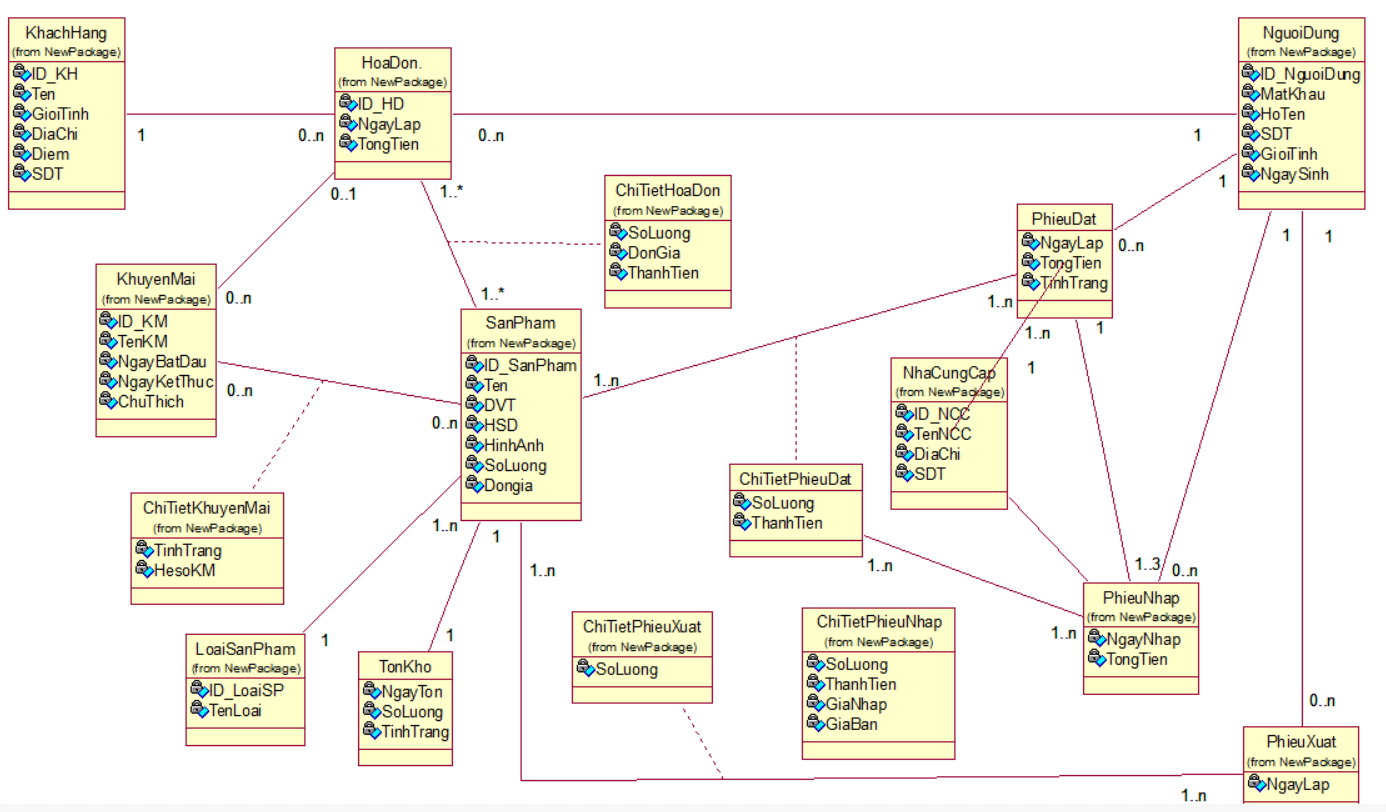 KhachHang
(from NewPackage)
ID_KH
Ten
GioiTinh
DiaChi
Diem
SDT
1
0..n
HoaDon.
(from NewPackage)
ID_HD
NgayLap
TongTien
0..n
1
NguoiDung
(from NewPackage)
ID_NguoiDung
MatKhau
HoTen
SDT
GioiTinh
NgaySinh
0..1
1..*
ChiTietHoaDon
(from NewPackage)
SoLuong
DonGia
ThanhTien
1
1
1
PhieuDat
NgayLap
TongTien
TinhTrang
0..n
1..n
1..n
1
KhuyenMai
(from NewPackage)
ID_KM
TenKM
NgayBatDau
NgayKetThuc
ChuThich
0..n
0..n
1..*
SanPham
(from NewPackage)
ID_SanPham
Ten
DVT
HSD
HinhAnh
SoLuong
Dongia
1..n
0..n
1
NhaCungCap
(from NewPackage)
ID_NCC
TenNCC
DiaChi
SDT
ChiTietKhuyenMai
(from NewPackage)
TinhTrang
HesoKM
1..n
1
1..n
ChiTietPhieuDat
(from NewPackage)
SoLuong
ThanhTien
1..n
1..3
0..n
1..n
PhieuNhap
(from NewPackage)
NgayNhap
TongTien
LoaiSanPham
(from NewPackage)
ID_LoaiSP
TenLoai
1
1
TonKho
(from NewPackage)
NgayTon
SoLuong
TinhTrang
ChiTietPhieuXuat
(from NewPackage)
SoLuong
ChiTietPhieuNhap
(from NewPackage)
SoLuong
ThanhTien
GiaNhap
GiaBan
0..n
1..n
PhieuXuat
(from NewPackage)
NgayLap